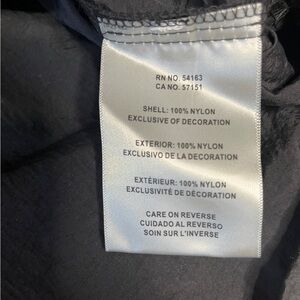 RN NO. 54163
CA NO. 57151
SHELL: 100% NYLON
EXCLUSIVE OF DECORATION
EXTERIOR: 100% NYLON
EXCLUSIVO DE LA DECORACIÓN
EXTÉRIEUR: 100% NYLON
EXCLUSIVITÉ DE DÉCORATION
CARE ON REVERSE
CUIDADO AL REVERSO
SOIN SUR L'INVERSE